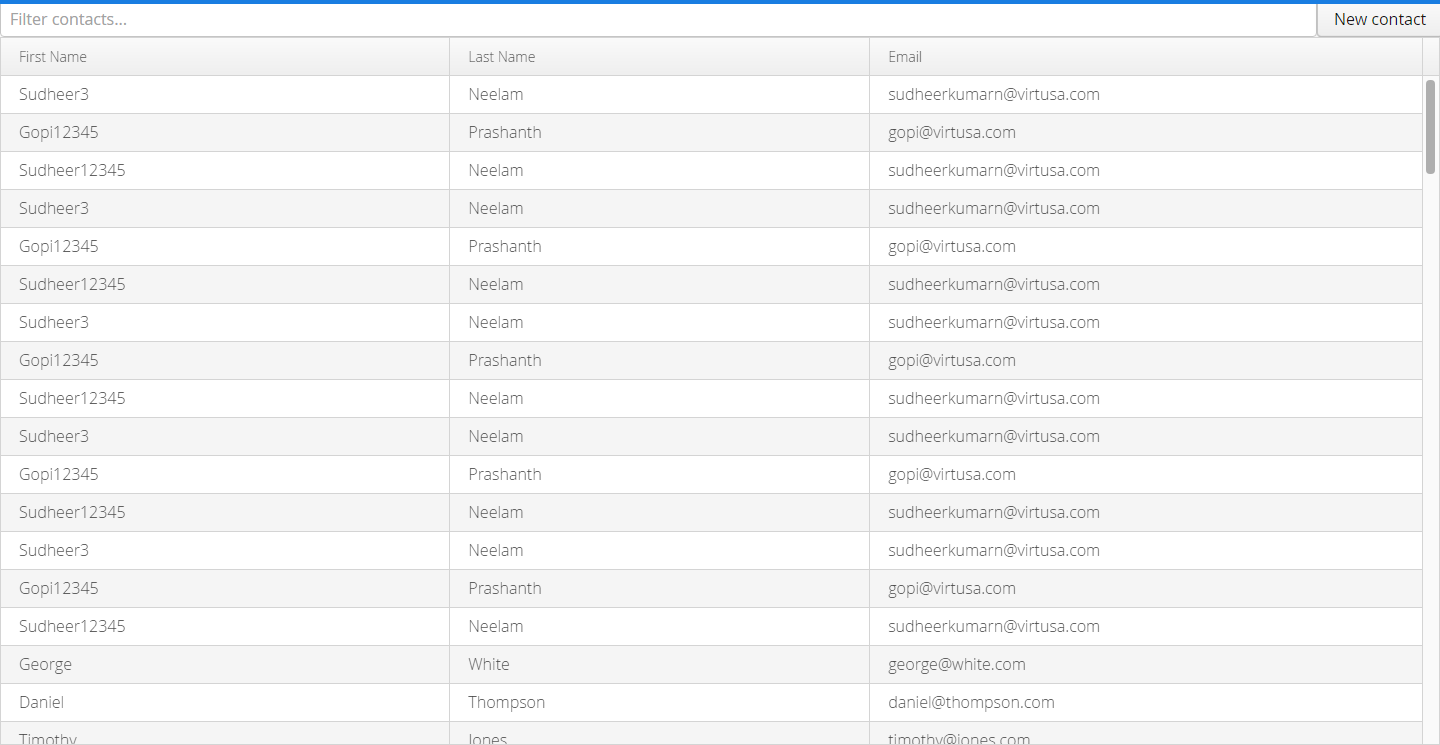 Filter contacts... New contact
First Name Last Name Email
Sudheer3 Neelam sudheerkumarn@virtusa.com
Gopi12345 Prashanth gopi@virtusa.com
Sudheer12345 Neelam sudheerkumarn@virtusa.com
Sudheer3 Neelam sudheerkumarn@virtusa.com
Gopi12345 Prashanth gopi@virtusa.com
Sudheer12345 Neelam sudheerkumarn@virtusa.com
Sudheer3 Neelam sudheerkumarn@virtusa.com
Gopi12345 Prashanth gopi@virtusa.com
Sudheer12345 Neelam sudheerkumarn@virtusa.com
Sudheer3 Neelam sudheerkumarn@virtusa.com
Gopi12345 Prashanth gopi@virtusa.com
Sudheer12345 Neelam sudheerkumarn@virtusa.com
Sudheer3 Neelam sudheerkumarn@virtusa.com
Gopi12345 Prashanth gopi@virtusa.com
Sudheer12345 Neelam sudheerkumarn@virtusa.com
George White george@white.com
Daniel Thompson daniel@thompson.com
Timothy Jones timothy@jones.com